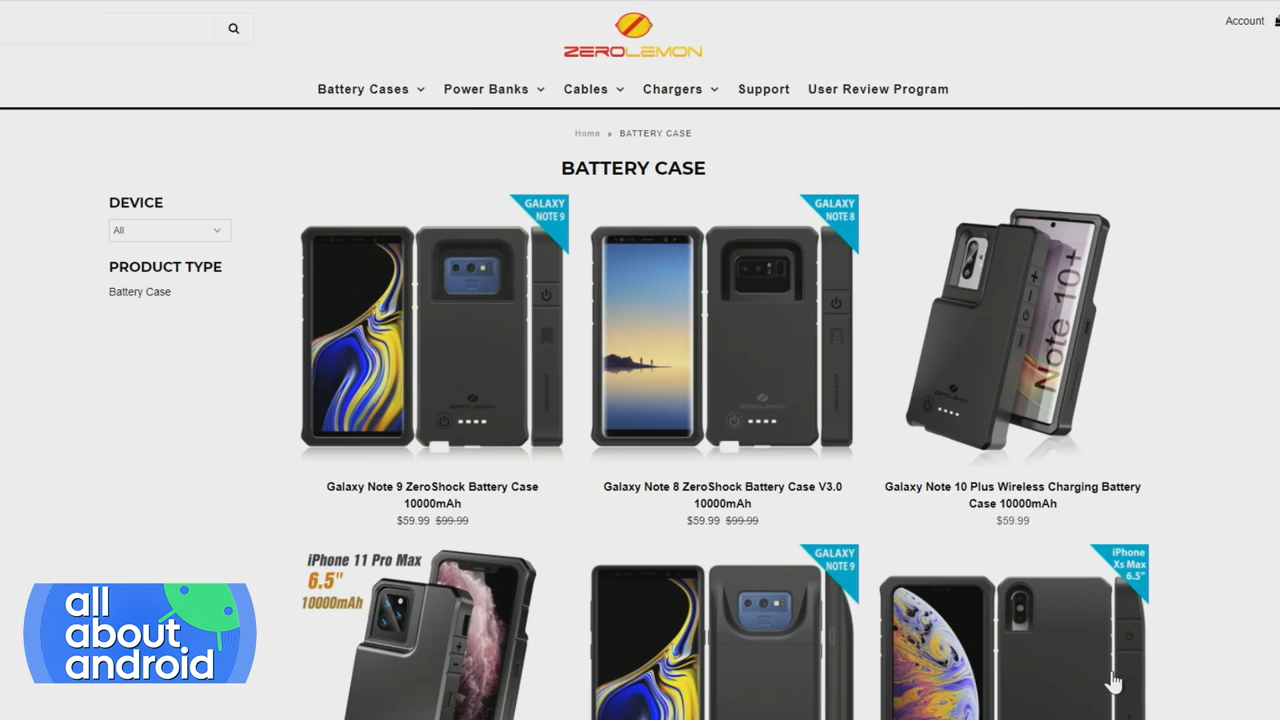 Account
ZEROLEMON
Battery Cases
Power Banks
Cables
Chargers
Support
User Review Program
Home » BATTERY CASE
BATTERY CASE
DEVICE
All
PRODUCT TYPE
Battery Case
GALAXY
NOTE 9
GALAXY
NOTE 8
Note 10+
ZEROLEMON
ZEROLEMON
ZEROLEMON
Galaxy Note 9 ZeroShock Battery Case
10000mAh
$59.99 $99.99
Galaxy Note 8 ZeroShock Battery Case V3.0
10000mAh
$59.99 $99.99
Galaxy Note 10 Plus Wireless Charging Battery
Case 10000mAh
$59.99
iPhone 11 Pro Max
6.5"
10000mAh
GALAXY
NOTE 9
iPhone
Xs Max
6.5"
all
about
android